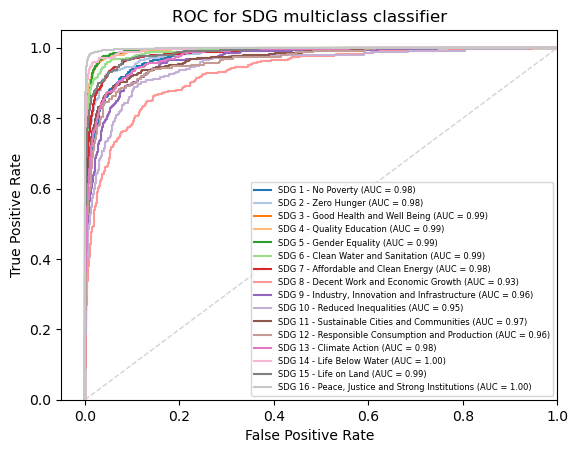 ROC for SDG multiclass classifier
1.0
0.8
0.6
0.4
0.2
0.0
True Positive Rate
SDG 1 - No Poverty (AUC = 0.98)
SDG 2 - Zero Hunger (AUC = 0.98)
SDG 3 - Good Health and Well Being (AUC = 0.99)
SDG 4 - Quality Education (AUC = 0.99)
SDG 5 - Gender Equality (AUC = 0.99)
SDG 6 - Clean Water and Sanitation (AUC = 0.99)
SDG 7 - Affordable and Clean Energy (AUC = 0.98)
SDG 8 - Decent Work and Economic Growth (AUC = 0.93)
SDG 9 - Industry, Innovation and Infrastructure (AUC = 0.96)
SDG 10 - Reduced Inequalities (AUC = 0.95)
SDG 11 - Sustainable Cities and Communities (AUC = 0.97)
SDG 12 - Responsible Consumption and Production (AUC = 0.96)
SDG 13 - Climate Action (AUC = 0.98)
SDG 14 - Life Below Water (AUC = 1.00)
SDG 15 - Life on Land (AUC = 0.99)
SDG 16 - Peace, Justice and Strong Institutions (AUC = 1.00)
0.0 0.2 0.4 0.6 0.8 1.0
False Positive Rate